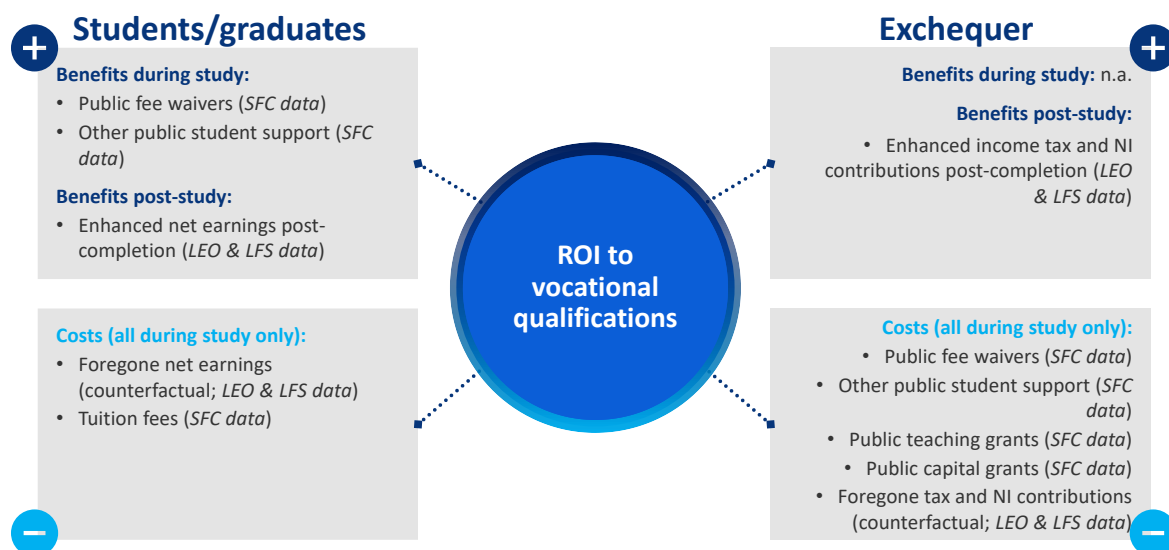 Students/graduates
+
Benefits during study:
• Public fee waivers (SFC data)
• Other public student support (SFC
data)
Benefits post-study:
• Enhanced net earnings post-
completion (LEO & LFS data)
Costs (all during study only):
• Foregone net earnings
(counterfactual; LEO & LFS data)
• Tuition fees (SFC data)
−
ROI to
vocational
qualifications
Exchequer
+
Benefits during study: n.a.
Benefits post-study:
• Enhanced income tax and NI
contributions post-completion (LEO
& LFS data)
Costs (all during study only):
• Public fee waivers (SFC data)
• Other public student support (SFC
data)
• Public teaching grants (SFC data)
• Public capital grants (SFC data)
• Foregone tax and NI contributions
(counterfactual; LEO & LFS data)
−